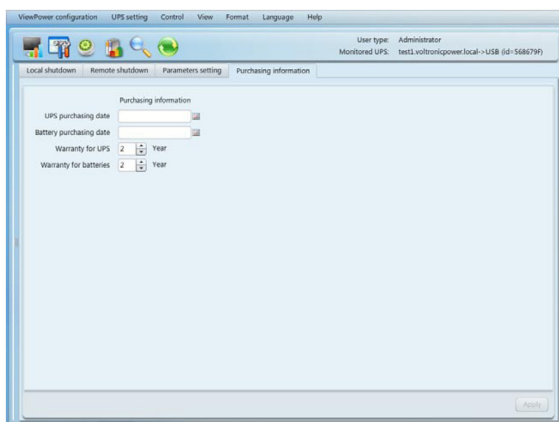 ViewPower configuration UPS setting Control View Format Language Help
User type: Administrator
Monitored UPS: test1.voltronicpower.local->USB (id=568679F)
Local shutdown Remote shutdown Parameters setting Purchasing information
Purchasing information
UPS purchasing date
Battery purchasing date
Warranty for UPS 2 Year
Warranty for batteries 2 Year
Apply